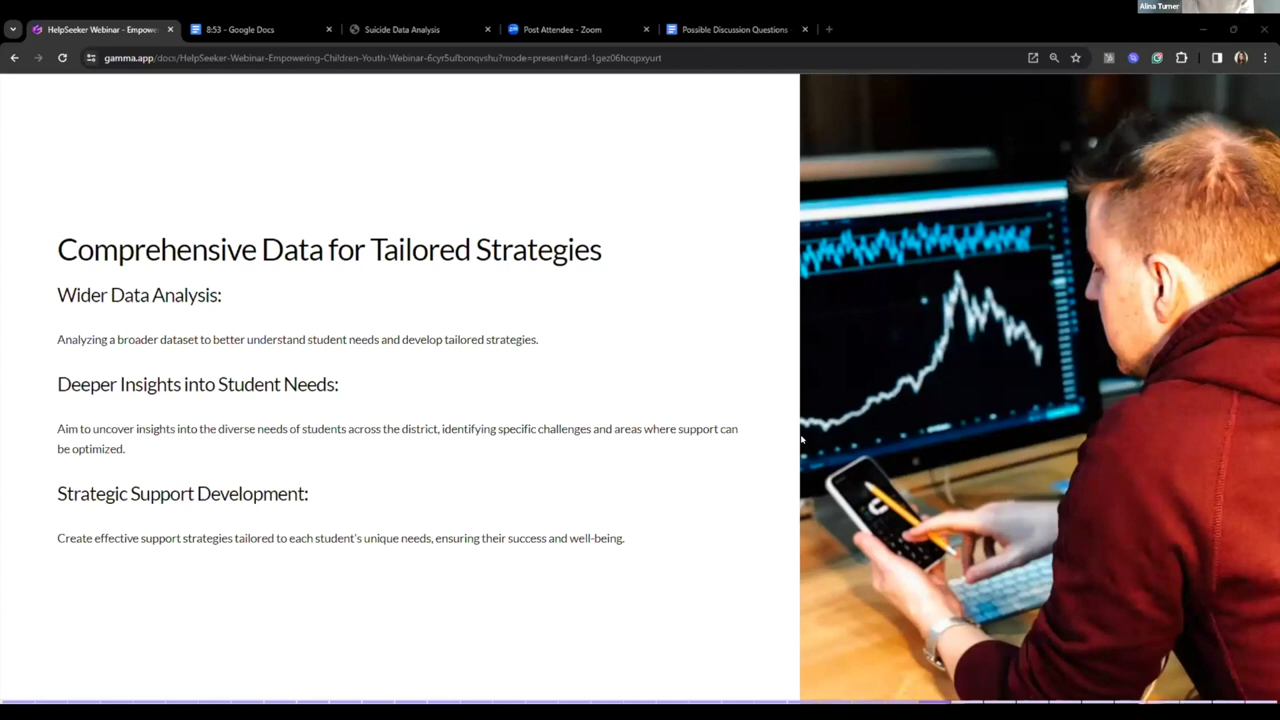 Alina Turner
HelpSeeker Webinar - Empowe
8:53 - Google Docs
Suicide Data Analysis
Post Attendee - Zoom
Possible Discussion Questions
gamma.app/docs/HelpSeeker-Webinar-Empowering-Children-Youth-Webinar-6cyr5ufbonqvshu?mode=present#card-1gez06hcqpxyurt
Comprehensive Data for Tailored Strategies
Wider Data Analysis:
Analyzing a broader dataset to better understand student needs and develop tailored strategies.
Deeper Insights into Student Needs:
Aim to uncover insights into the diverse needs of students across the district, identifying specific challenges and areas where support can
be optimized.
Strategic Support Development:
Create effective support strategies tailored to each student's unique needs, ensuring their success and well-being.